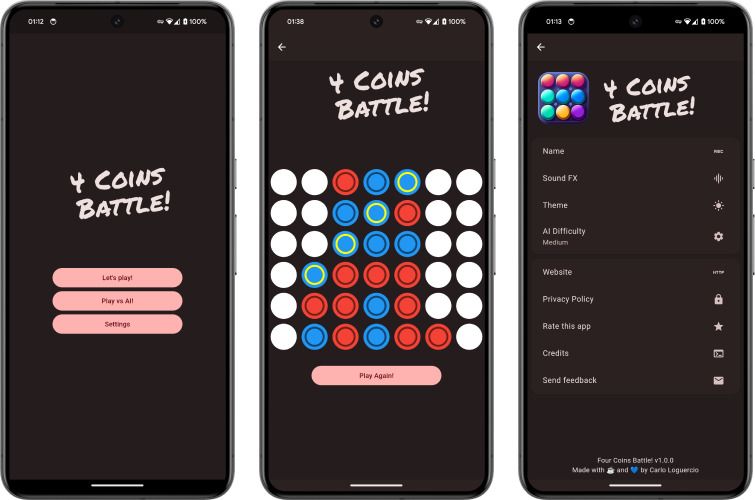 01:12
100%
4 COINS
BATTLE!
Let's play!
Play vs AI!
Settings
01:38
100%
4 COINS
BATTLE!
Play Again!
01:13
100%
4 COINS
BATTLE!
Name
REC
Sound FX
Theme
AI Difficulty
Medium
Website
HTTP
Privacy Policy
Rate this app
Credits
Send feedback
Four Coins Battle! v1.0.0
Made with ☕ and 💙 by Carlo Loguercio